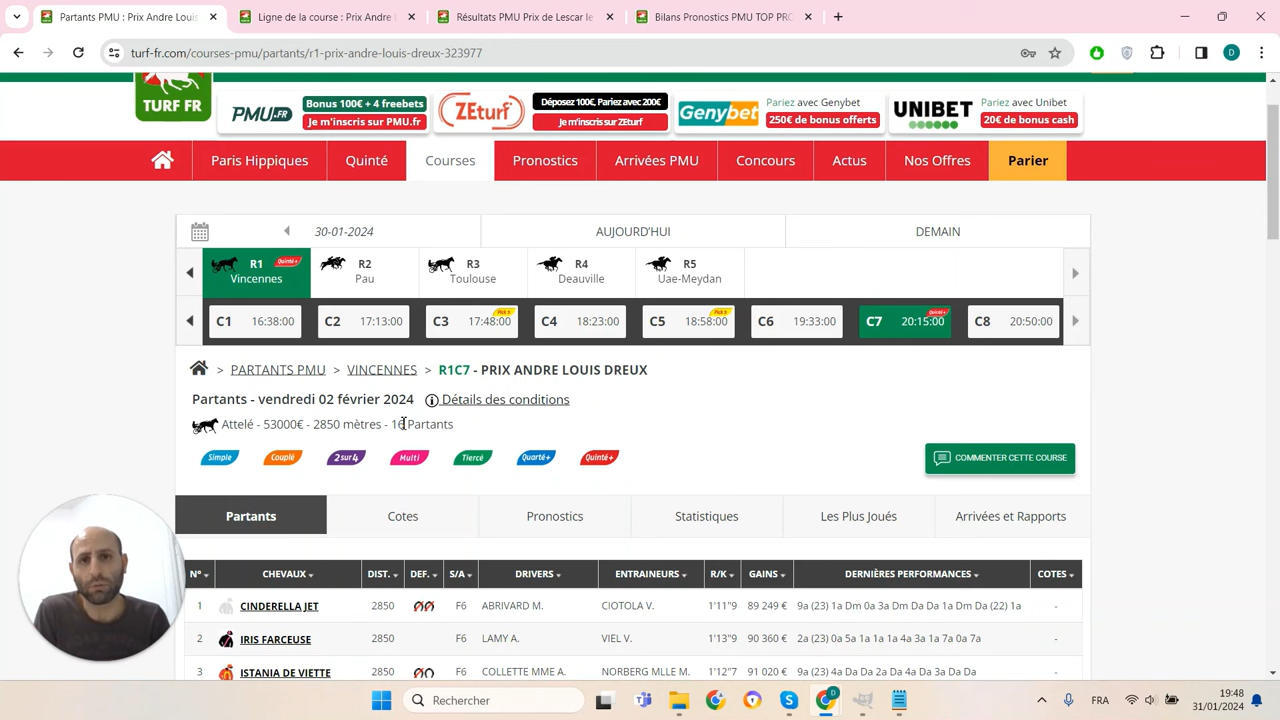 Partants PMU : Prix Andre Louis
Ligne de la course : Prix Andre l
Résultats PMU Prix de Lescar le
Bilans Pronostics PMU TOP PRO
turf-fr.com/courses-pmu/partants/r1-prix-andre-louis-dreux-323977
D
TURF FR
PMU.FR
Bonus 100€ + 4 freebets
Je m'inscris sur PMU.fr
ZEturf
Déposez 100€, Pariez avec 200€
Je m'inscris sur ZEturf
Genybet
Pariez avec Genybet
250€ de bonus offerts
UNIBET
Pariez avec Unibet
20€ de bonus cash
Paris Hippiques
Quinté
Courses
Pronostics
Arrivées PMU
Concours
Actus
Nos Offres
Parier
30-01-2024
AUJOURD'HUI
DEMAIN
R1 Quinté+
Vincennes
R2
Pau
R3
Toulouse
R4
Deauville
R5
Uae-Meydan
C1 16:38:00
C2 17:13:00
C3 17:48:00 Pick 5
C4 18:23:00
C5 18:58:00 Pick 5
C6 19:33:00
C7 20:15:00 Quinté+
C8 20:50:00
> PARTANTS PMU > VINCENNES > R1C7 - PRIX ANDRE LOUIS DREUX
Partants - vendredi 02 février 2024 Détails des conditions
Attelé - 53000€ - 2850 mètres - 16 Partants
Simple
Couplé
2sur4
Multi
Tiercé
Quarté+
Quinté+
COMMENTER CETTE COURSE
Partants
Cotes
Pronostics
Statistiques
Les Plus Joués
Arrivées et Rapports
N° CHEVAUX DIST. DEF. S/A DRIVERS ENTRAINEURS R/K GAINS DERNIÈRES PERFORMANCES COTES
1 CINDERELLA JET 2850 F6 ABRIVARD M. CIOTOLA V. 1'11"9 89 249 € 9a (23) 1a Dm 0a 3a Dm Da Da 1a Dm Da (22) 1a -
2 IRIS FARCEUSE 2850 F6 LAMY A. VIEL V. 1'13"9 90 360 € 2a (23) 0a 5a 1a 1a 1a 4a 3a 1a 7a 0a 7a -
3 ISTANIA DE VIETTE 2850 F6 COLLETTE MME A. NORBERG MLLE M. 1'12"7 91 020 € 9a (23) 4a Da Da 2a Da 4a Da 3a Da Da -
Rechercher
D
FRA
19:48
31/01/2024